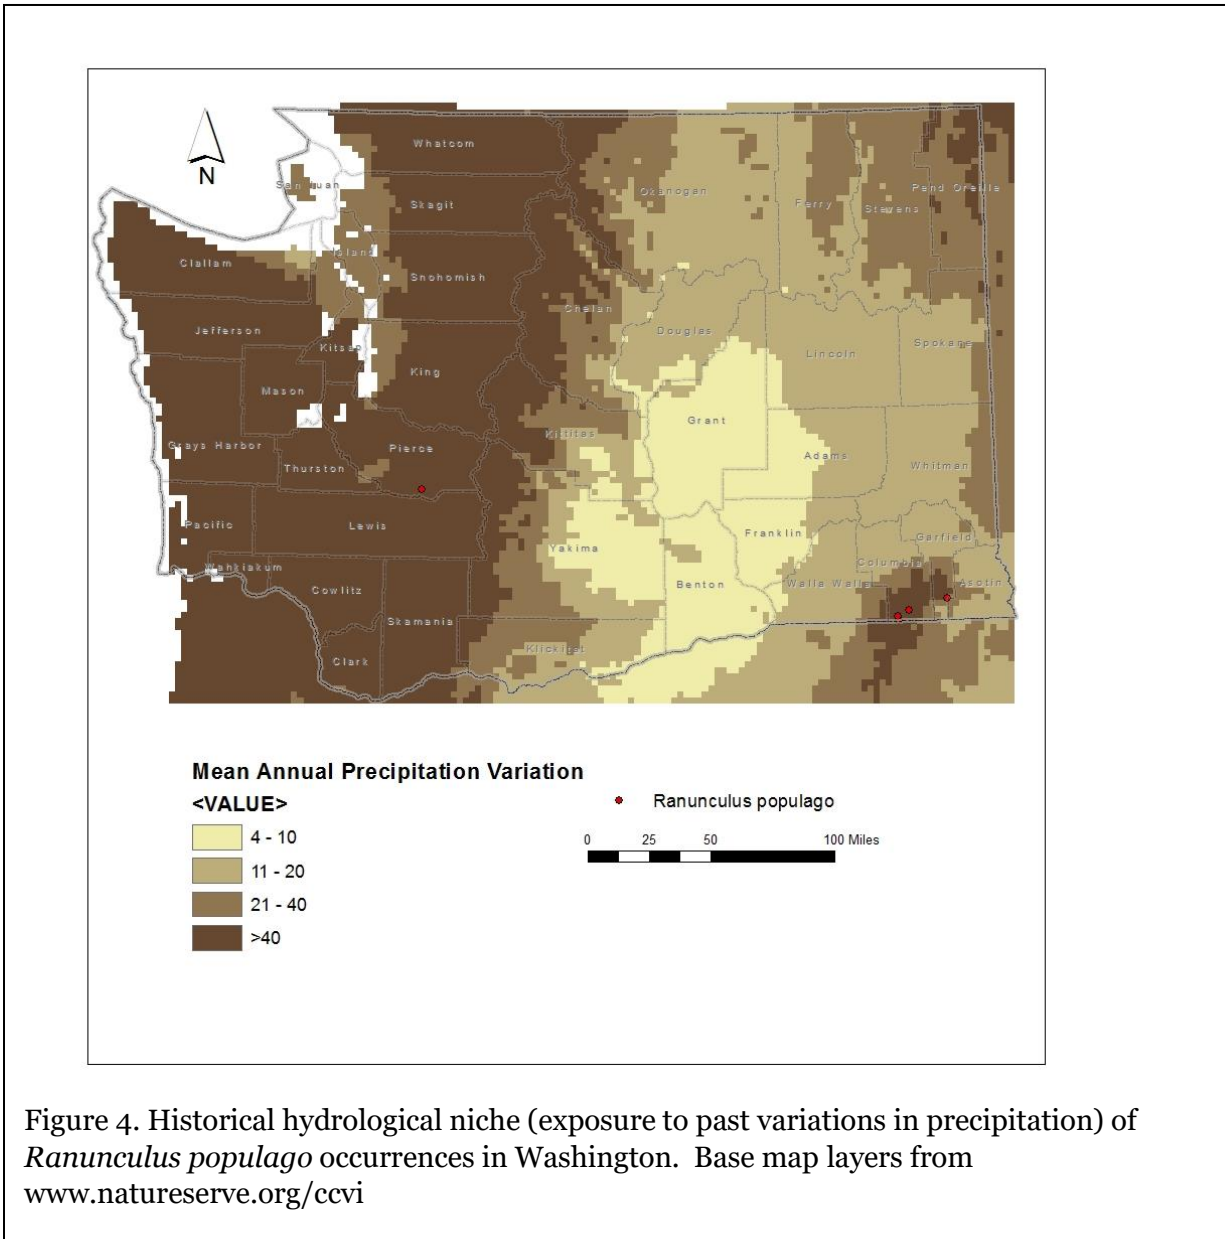 N
Whatcom
San Juan
Skagit
Okanogan
Ferry
Stevens
Pend Oreille
Island
Clallam
Snohomish
Chelan
Jefferson
Douglas
Kitsap
King
Lincoln
Spokane
Mason
Grant
Kittitas
Grays Harbor
Pierce
Adams
Thurston
Whitman
Pacific
Lewis
Franklin
Garfield
Yakima
Columbia
Wahkiakum
Benton
Walla Walla
Asotin
Cowlitz
Skamania
Klickitat
Clark
Mean Annual Precipitation Variation
<VALUE>
4 - 10
11 - 20
21 - 40
>40
Ranunculus populago
0 25 50 100 Miles
Figure 4. Historical hydrological niche (exposure to past variations in precipitation) of
Ranunculus populago occurrences in Washington.  Base map layers from
www.natureserve.org/ccvi